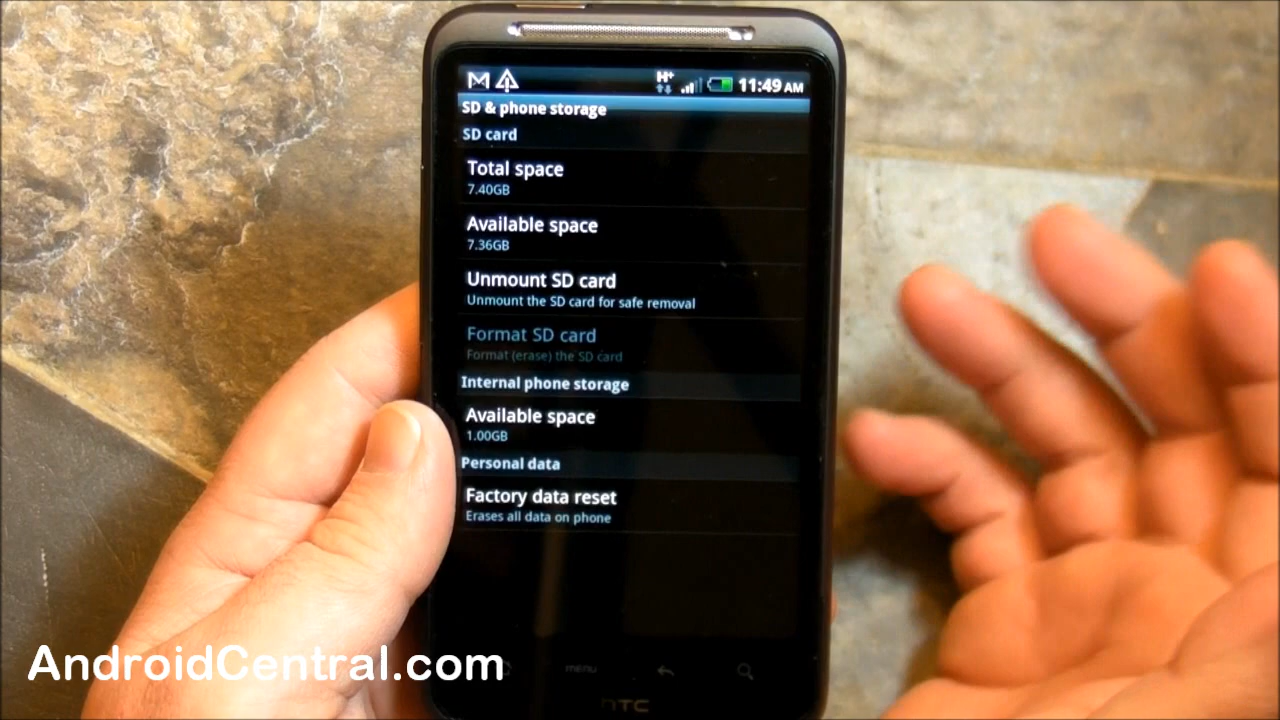 H+ 11:49 AM
SD & phone storage
SD card
Total space
7.40GB
Available space
7.36GB
Unmount SD card
Unmount the SD card for safe removal
Format SD card
Format (erase) the SD card
Internal phone storage
Available space
1.00GB
Personal data
Factory data reset
Erases all data on phone
menu
AndroidCentral.com
hTC